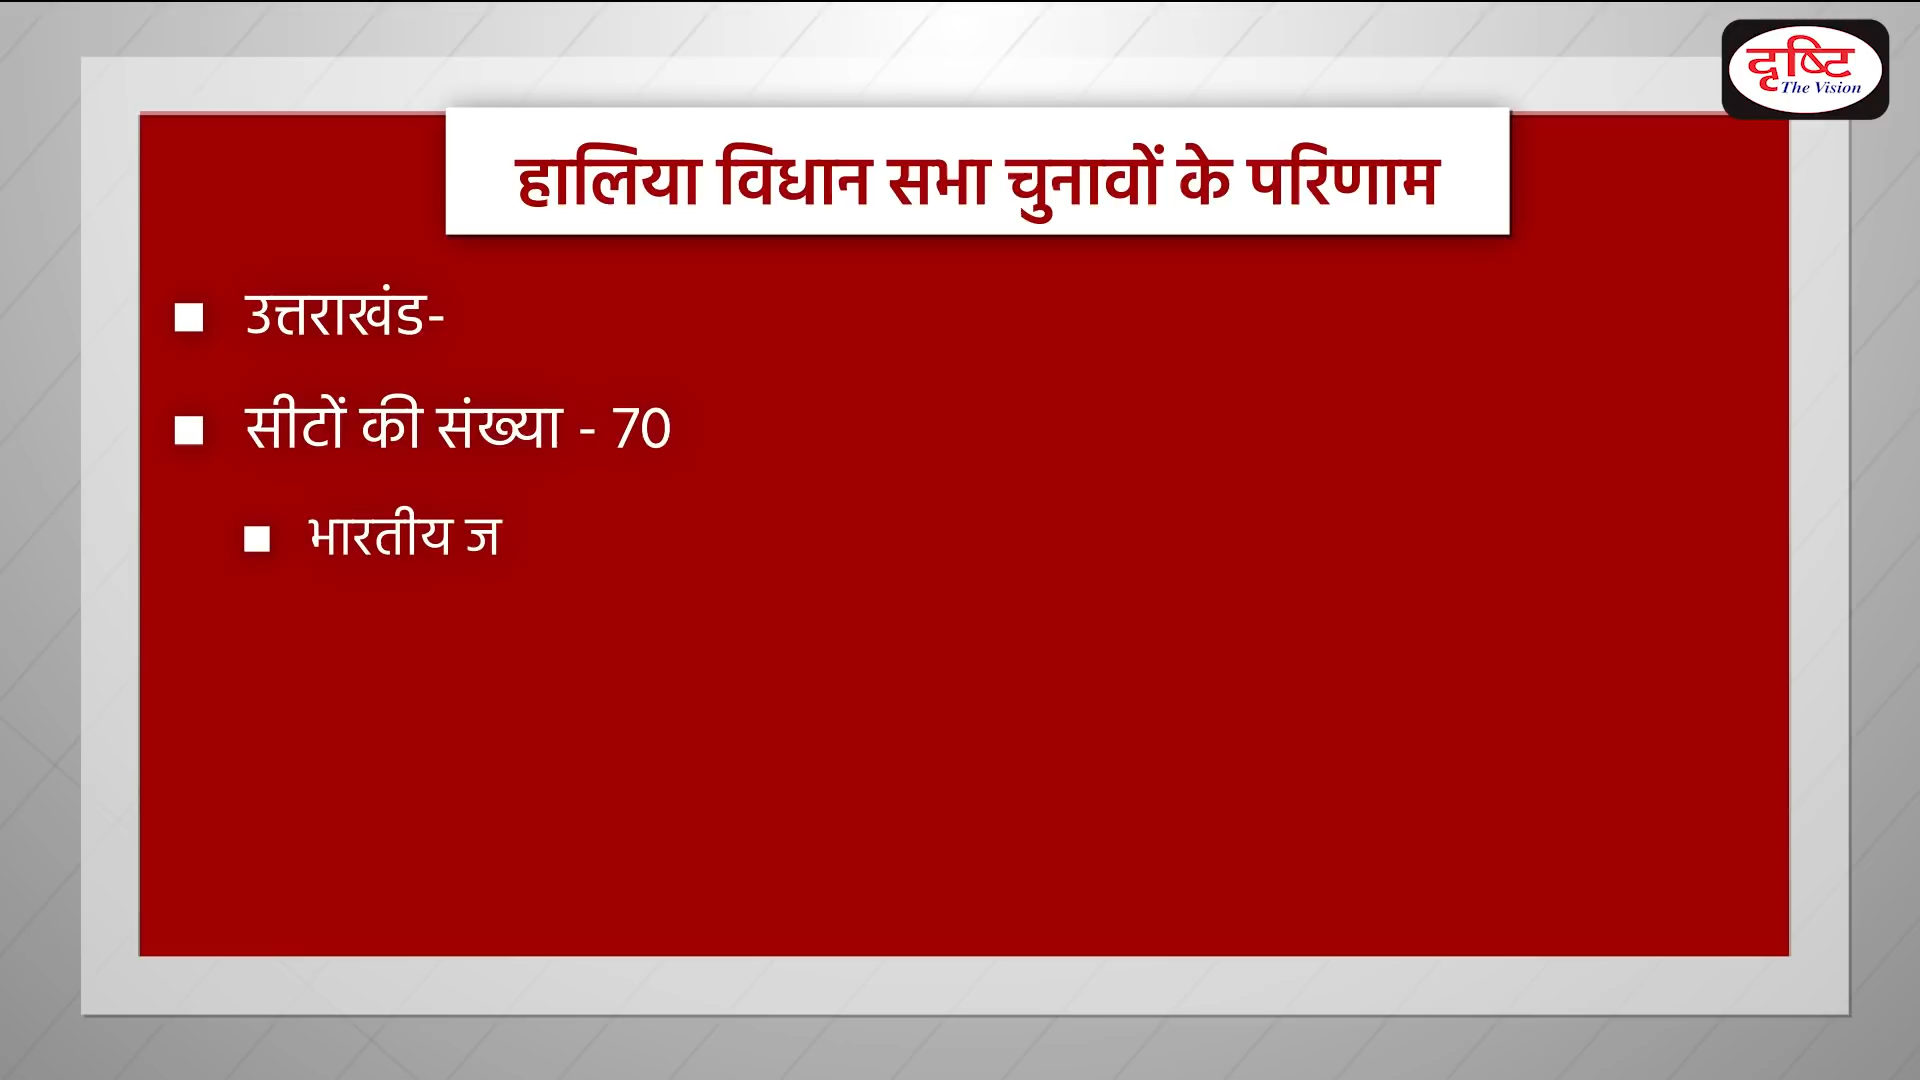 दृष्टि
The Vision
हालिया विधान सभा चुनावों के परिणाम
उत्तराखंड-
सीटों की संख्या - 70
भारतीय ज